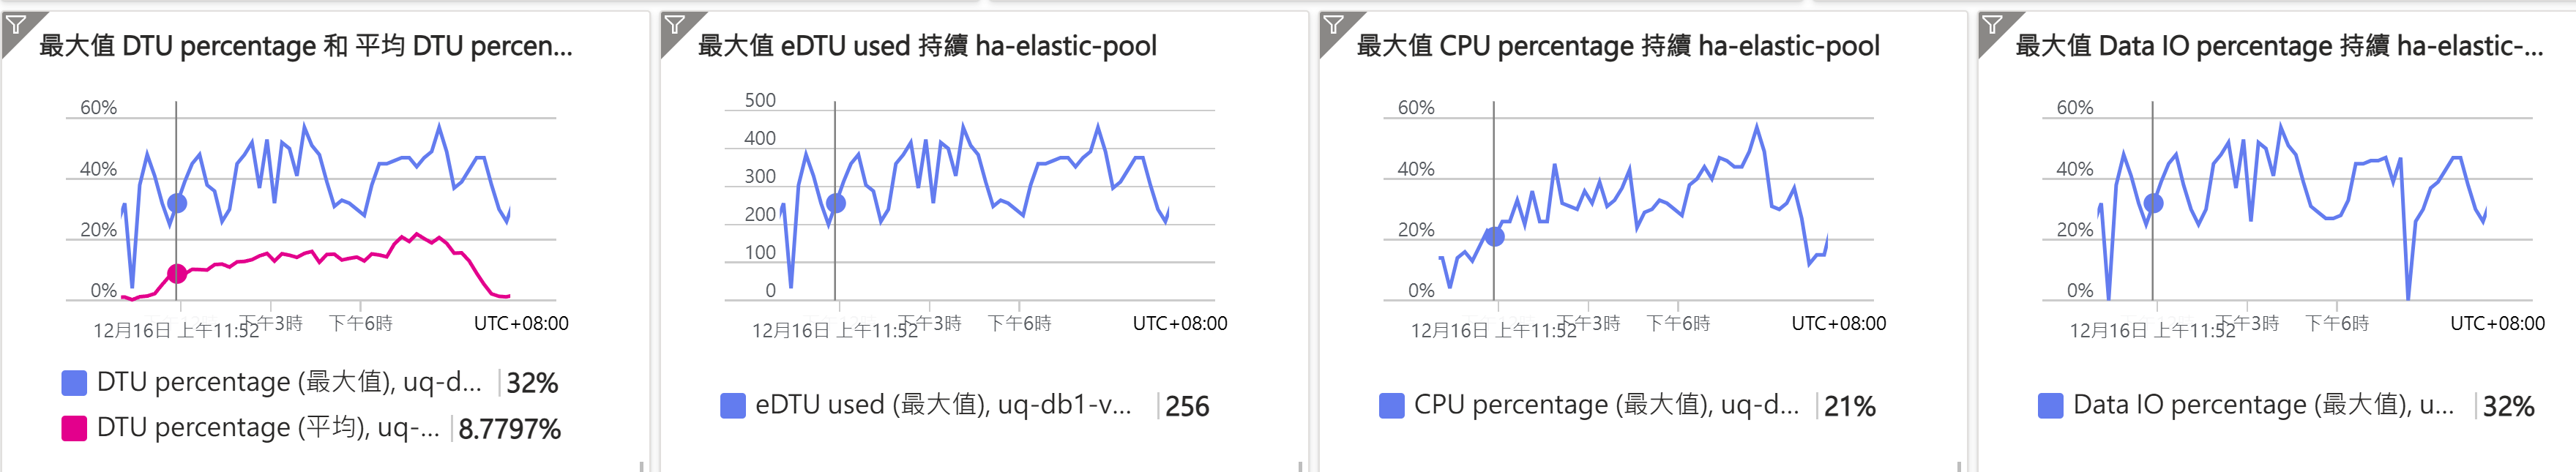 最大值 DTU percentage 和 平均 DTU percen...
60%
40%
20%
0%
12月16日 上午11:52
下午3時
下午6時
UTC+08:00
DTU percentage (最大值), uq-d... 32%
DTU percentage (平均), uq-... 8.7797%
最大值 eDTU used 持續 ha-elastic-pool
500
400
300
200
100
0
12月16日 上午11:52
下午3時
下午6時
UTC+08:00
eDTU used (最大值), uq-db1-v... 256
最大值 CPU percentage 持續 ha-elastic-pool
60%
40%
20%
0%
12月16日 上午11:52
下午3時
下午6時
UTC+08:00
CPU percentage (最大值), uq-d... 21%
最大值 Data IO percentage 持續 ha-elastic-...
60%
40%
20%
0%
12月16日 上午11:52
下午3時
下午6時
UTC+08:00
Data IO percentage (最大值), u... 32%